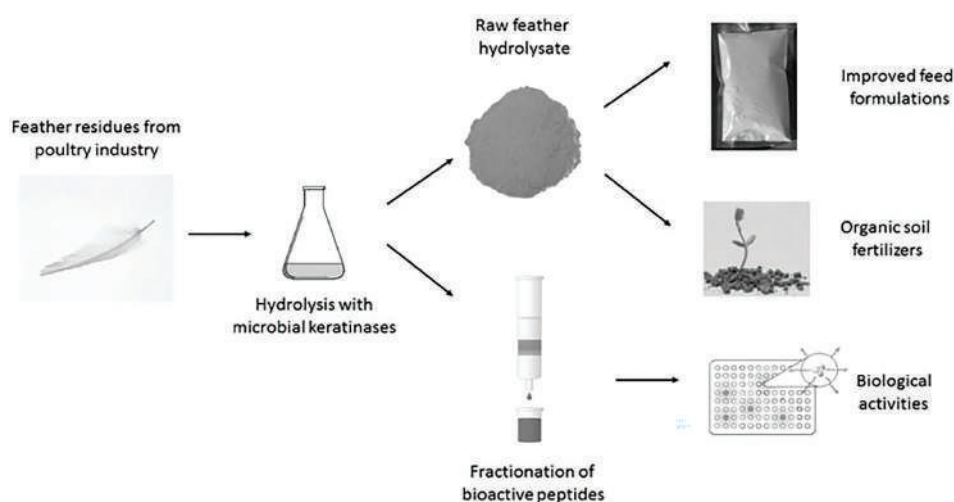 Raw feather
hydrolysate
Improved feed
formulations
Feather residues from
poultry industry
Organic soil
fertilizers
Hydrolysis with
microbial keratinases
Biological
activities
Fractionation of
bioactive peptides